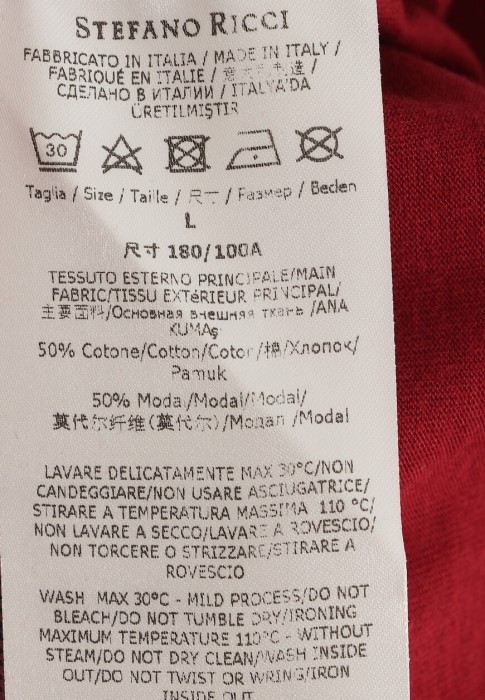 STEFANO RICCI
FABBRICATO IN ITALIA / MADE IN ITALY /
FABRIQUÉ EN ITALIE / 意大利制造 /
СДЕЛАНО В ИТАЛИИ / ITALYA'DA
ÜRETILMIŞTIR
30
Taglia / Size / Taille / 尺寸 / Размер / Beden
L
尺寸 180/100A
TESSUTO ESTERNO PRINCIPALE/MAIN
FABRIC/TISSU EXTéRIEUR PRINCIPAL/
主要面料/Основная внешняя ткань /ANA
KUMAş
50% Cotone/Cotton/Coton/棉/Хлопок/
Pamuk
50% Modal/Modal/Modal/
莫代尔纤维(莫代尔)/Модал /Modal
LAVARE DELICATAMENTE MAX 30°C/NON
CANDEGGIARE/NON USARE ASCIUGATRICE/
STIRARE A TEMPERATURA MASSIMA 110 °C/
NON LAVARE A SECCO/LAVARE A ROVESCIO/
NON TORCERE O STRIZZARE/STIRARE A
ROVESCIO
WASH MAX 30°C - MILD PROCESS/DO NOT
BLEACH/DO NOT TUMBLE DRY/IRONING
MAXIMUM TEMPERATURE 110°C - WITHOUT
STEAM/DO NOT DRY CLEAN/WASH INSIDE
OUT/DO NOT TWIST OR WRING/IRON
INSIDE OUT